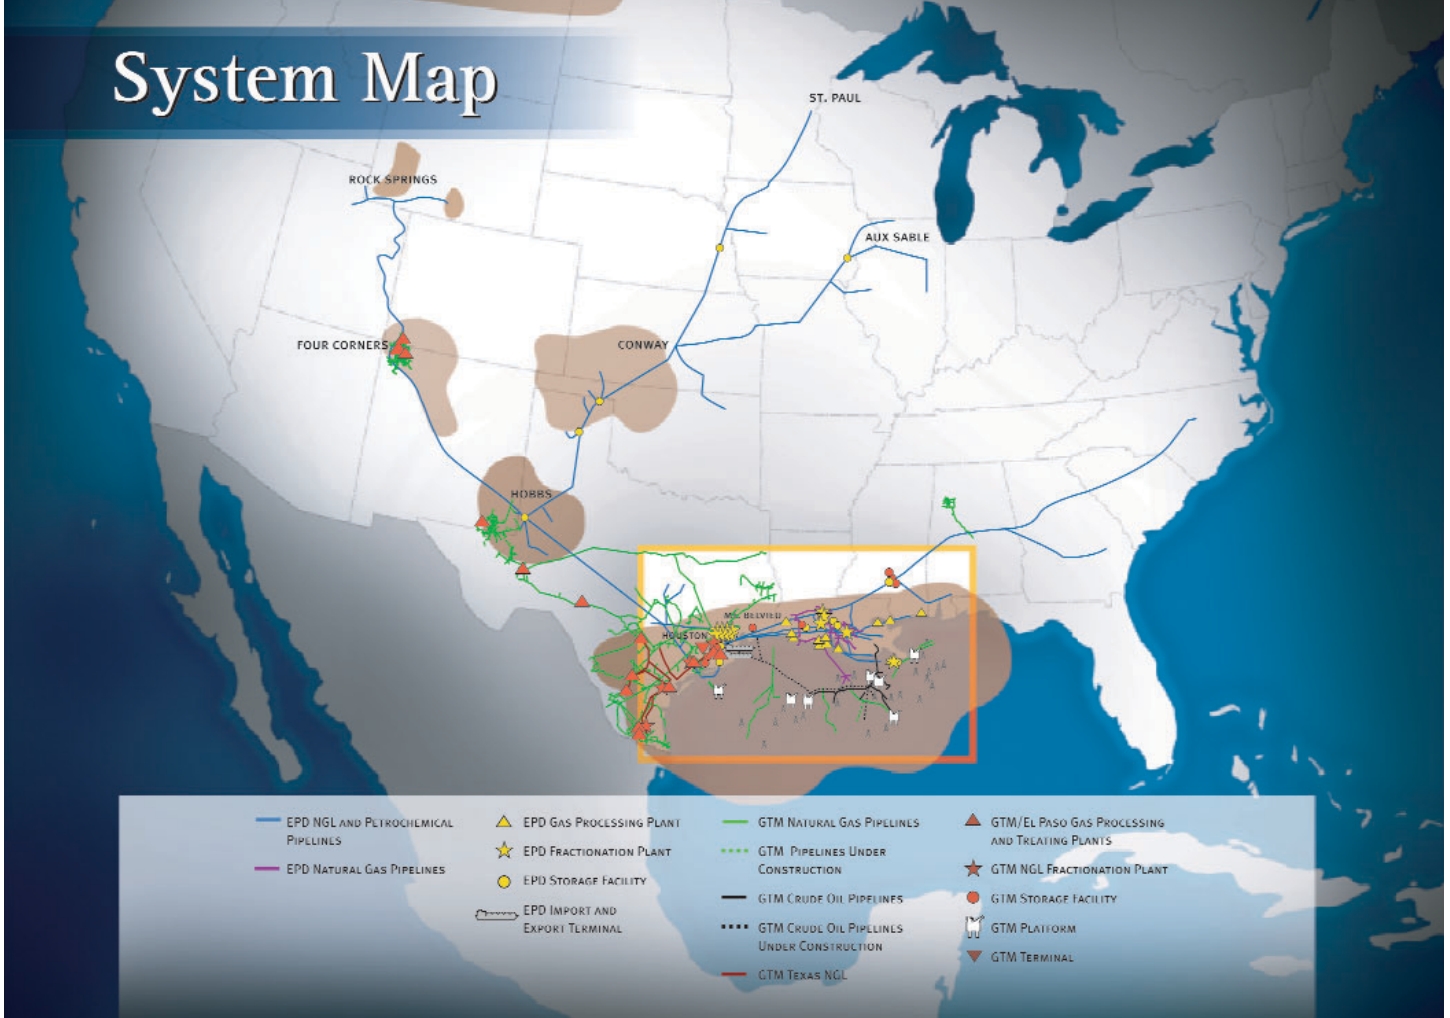 System Map
ST. PAUL
ROCK SPRINGS
AUX SABLE
FOUR CORNERS
CONWAY
HOBBS
MT. BELVIEU
HOUSTON
EPD NGL AND PETROCHEMICAL
PIPELINES
EPD NATURAL GAS PIPELINES
EPD GAS PROCESSING PLANT
EPD FRACTIONATION PLANT
EPD STORAGE FACILITY
EPD IMPORT AND
EXPORT TERMINAL
GTM NATURAL GAS PIPELINES
GTM PIPELINES UNDER
CONSTRUCTION
GTM CRUDE OIL PIPELINES
GTM CRUDE OIL PIPELINES
UNDER CONSTRUCTION
GTM TEXAS NGL
GTM/EL PASO GAS PROCESSING
AND TREATING PLANTS
GTM NGL FRACTIONATION PLANT
GTM STORAGE FACILITY
GTM PLATFORM
GTM TERMINAL